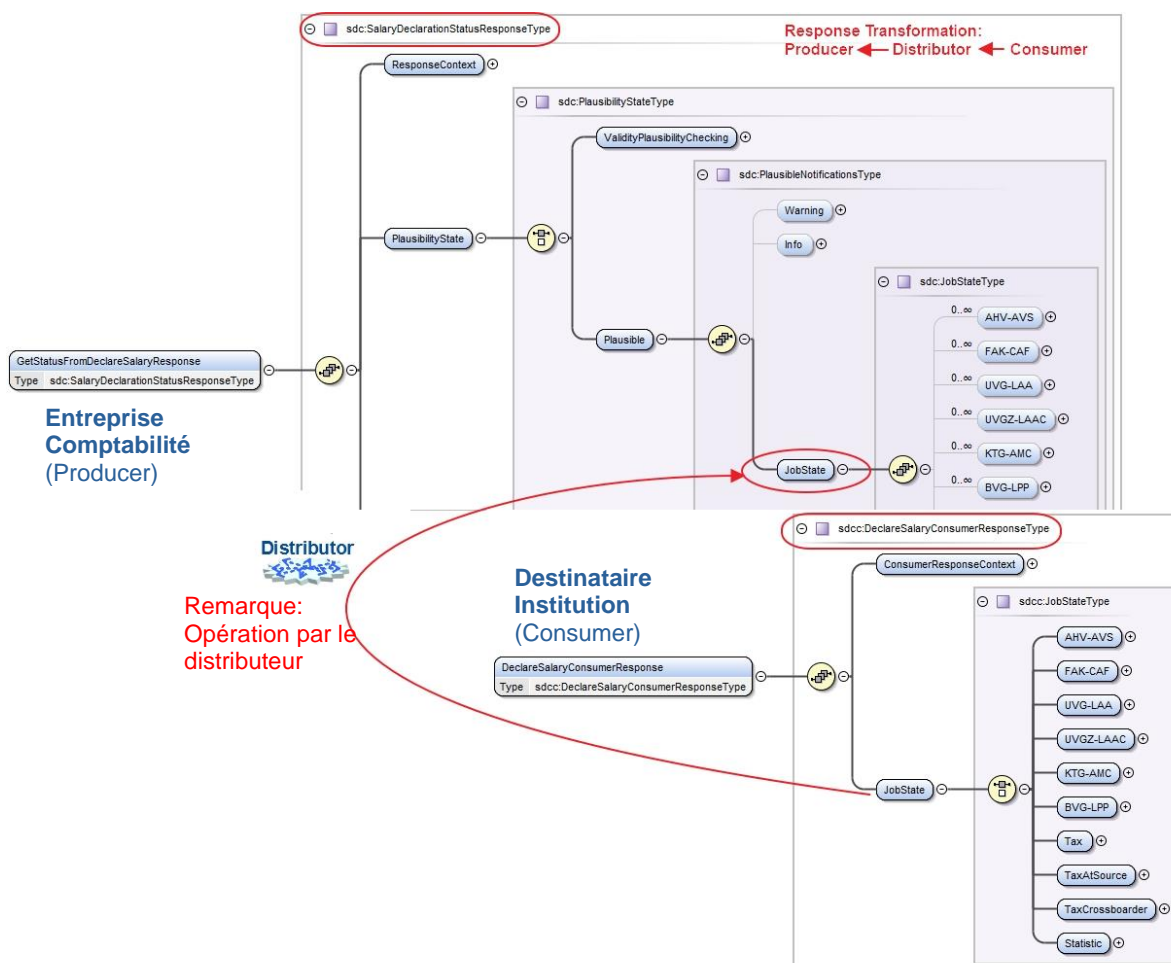 sdc:SalaryDeclarationStatusResponseType
Response Transformation:
Producer Distributor Consumer
ResponseContext
sdc:PlausibilityStateType
ValidityPlausibilityChecking
sdc:PlausibleNotificationsType
Warning
Info
PlausibilityState
sdc:JobStateType
0..∞ AHV-AVS
Plausible
0..∞ FAK-CAF
GetStatusFromDeclareSalaryResponse
Type sdc:SalaryDeclarationStatusResponseType
0..∞ UVG-LAA
0..∞ UVGZ-LAAC
0..∞ KTG-AMC
JobState
0..∞ BVG-LPP
Entreprise
Comptabilité
(Producer)
sdcc:DeclareSalaryConsumerResponseType
Distributor
Remarque:
Opération par le
distributeur
Destinataire
Institution
(Consumer)
ConsumerResponseContext
sdcc:JobStateType
DeclareSalaryConsumerResponse
Type sdcc:DeclareSalaryConsumerResponseType
AHV-AVS
FAK-CAF
UVG-LAA
UVGZ-LAAC
KTG-AMC
JobState
BVG-LPP
Tax
TaxAtSource
TaxCrossboarder
Statistic